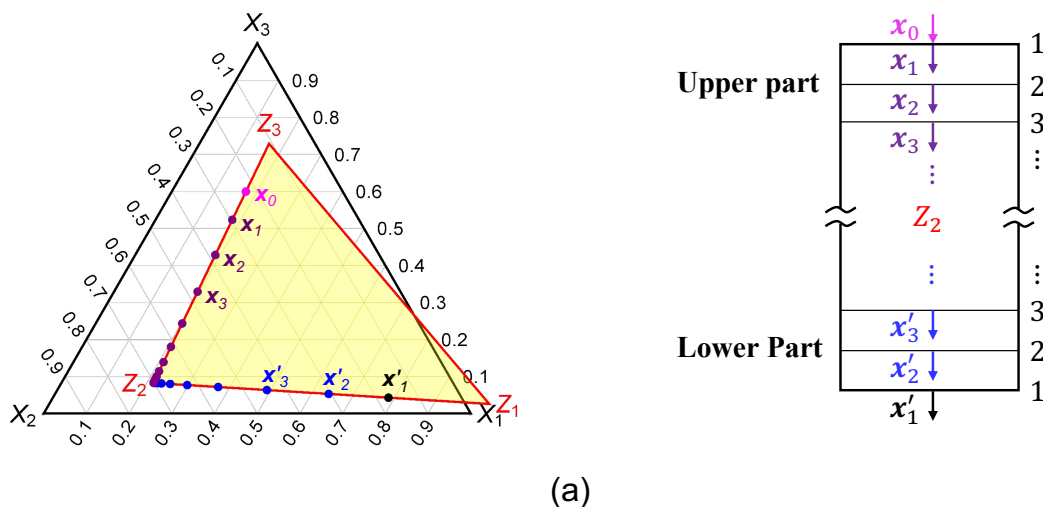 X3
Z3
0.1
0.2
0.3
0.4
0.5
0.6
0.7
0.8
0.9
0.9
0.8
0.7
0.6
0.5
0.4
0.3
0.2
0.1
x0
x1
x2
x3
Z2
x'3
x'2
x'1
Z1
X2
X1
0.1
0.2
0.3
0.4
0.5
0.6
0.7
0.8
0.9
x0
1
Upper part
x1
2
x2
3
x3
⋮
⋮
Z2
⋮
⋮
3
Lower Part
x'3
2
x'2
1
x'1
(a)